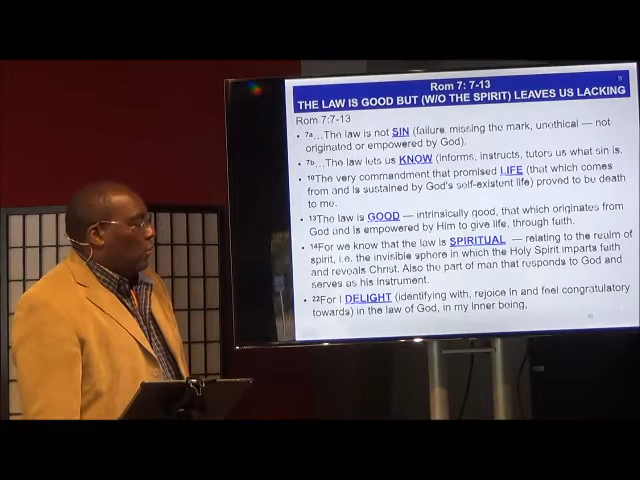 Rom 7: 7-13
THE LAW IS GOOD BUT (W/O THE SPIRIT) LEAVES US LACKING
Rom 7:7-13
• 7a…The law is not SIN (failure, missing the mark, unethical — not
originated or empowered by God).
• 7b…The law lets us KNOW (informs, instructs, tutors us what sin is.
• 10The very commandment that promised LIFE (that which comes
from and is sustained by God's self-existent life) proved to be death
to me.
• 13The law is GOOD — intrinsically good, that which originates from
God and is empowered by Him to give life, through faith.
• 14For we know that the law is SPIRITUAL — relating to the realm of
spirit, i.e. the invisible sphere in which the Holy Spirit imparts faith
and reveals Christ. Also the part of man that responds to God and
serves us his instrument.
• 22For I DELIGHT (identifying with, rejoice in and feel congratulatory
towards) in the law of God, in my inner being,